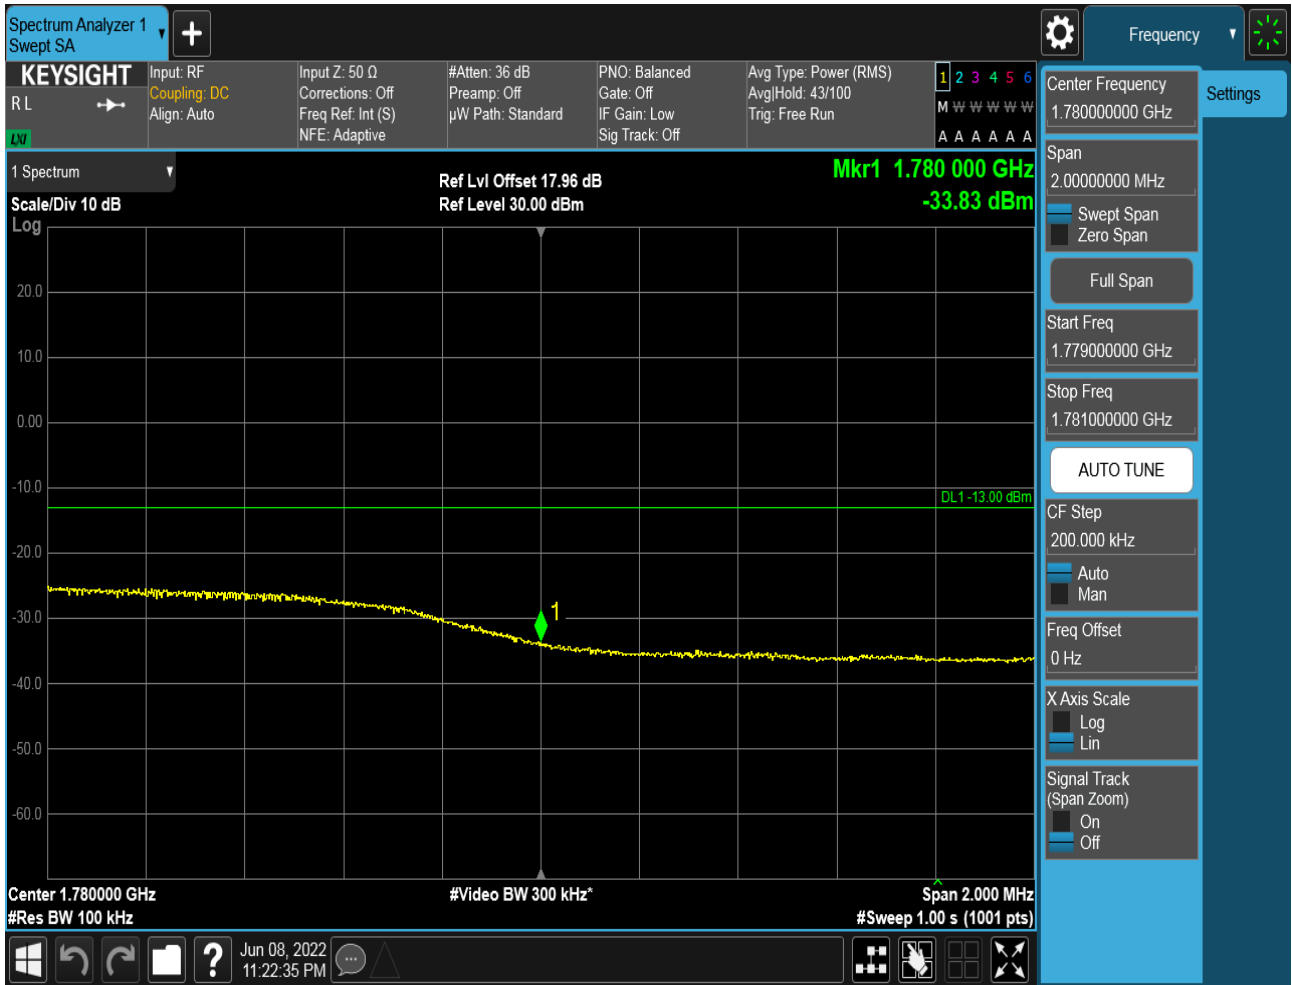 Spectrum Analyzer 1
Swept SA
Frequency
KEYSIGHT
R L
LXI
Input: RF
Coupling: DC
Align: Auto
Input Z: 50 Ω
Corrections: Off
Freq Ref: Int (S)
NFE: Adaptive
#Atten: 36 dB
Preamp: Off
µW Path: Standard
PNO: Balanced
Gate: Off
IF Gain: Low
Sig Track: Off
Avg Type: Power (RMS)
Avg|Hold: 43/100
Trig: Free Run
1 2 3 4 5 6
M W W W W W
A A A A A A
1 Spectrum
Scale/Div 10 dB
Log
Ref Lvl Offset 17.96 dB
Ref Level 30.00 dBm
Mkr1 1.780 000 GHz
-33.83 dBm
20.0
10.0
0.00
-10.0
-20.0
-30.0
-40.0
-50.0
-60.0
DL1 -13.00 dBm
1
Center 1.780000 GHz
#Res BW 100 kHz
#Video BW 300 kHz*
Span 2.000 MHz
#Sweep 1.00 s (1001 pts)
Center Frequency
1.780000000 GHz
Settings
Span
2.00000000 MHz
Swept Span
Zero Span
Full Span
Start Freq
1.779000000 GHz
Stop Freq
1.781000000 GHz
AUTO TUNE
CF Step
200.000 kHz
Auto
Man
Freq Offset
0 Hz
X Axis Scale
Log
Lin
Signal Track
(Span Zoom)
On
Off
?
Jun 08, 2022
11:22:35 PM